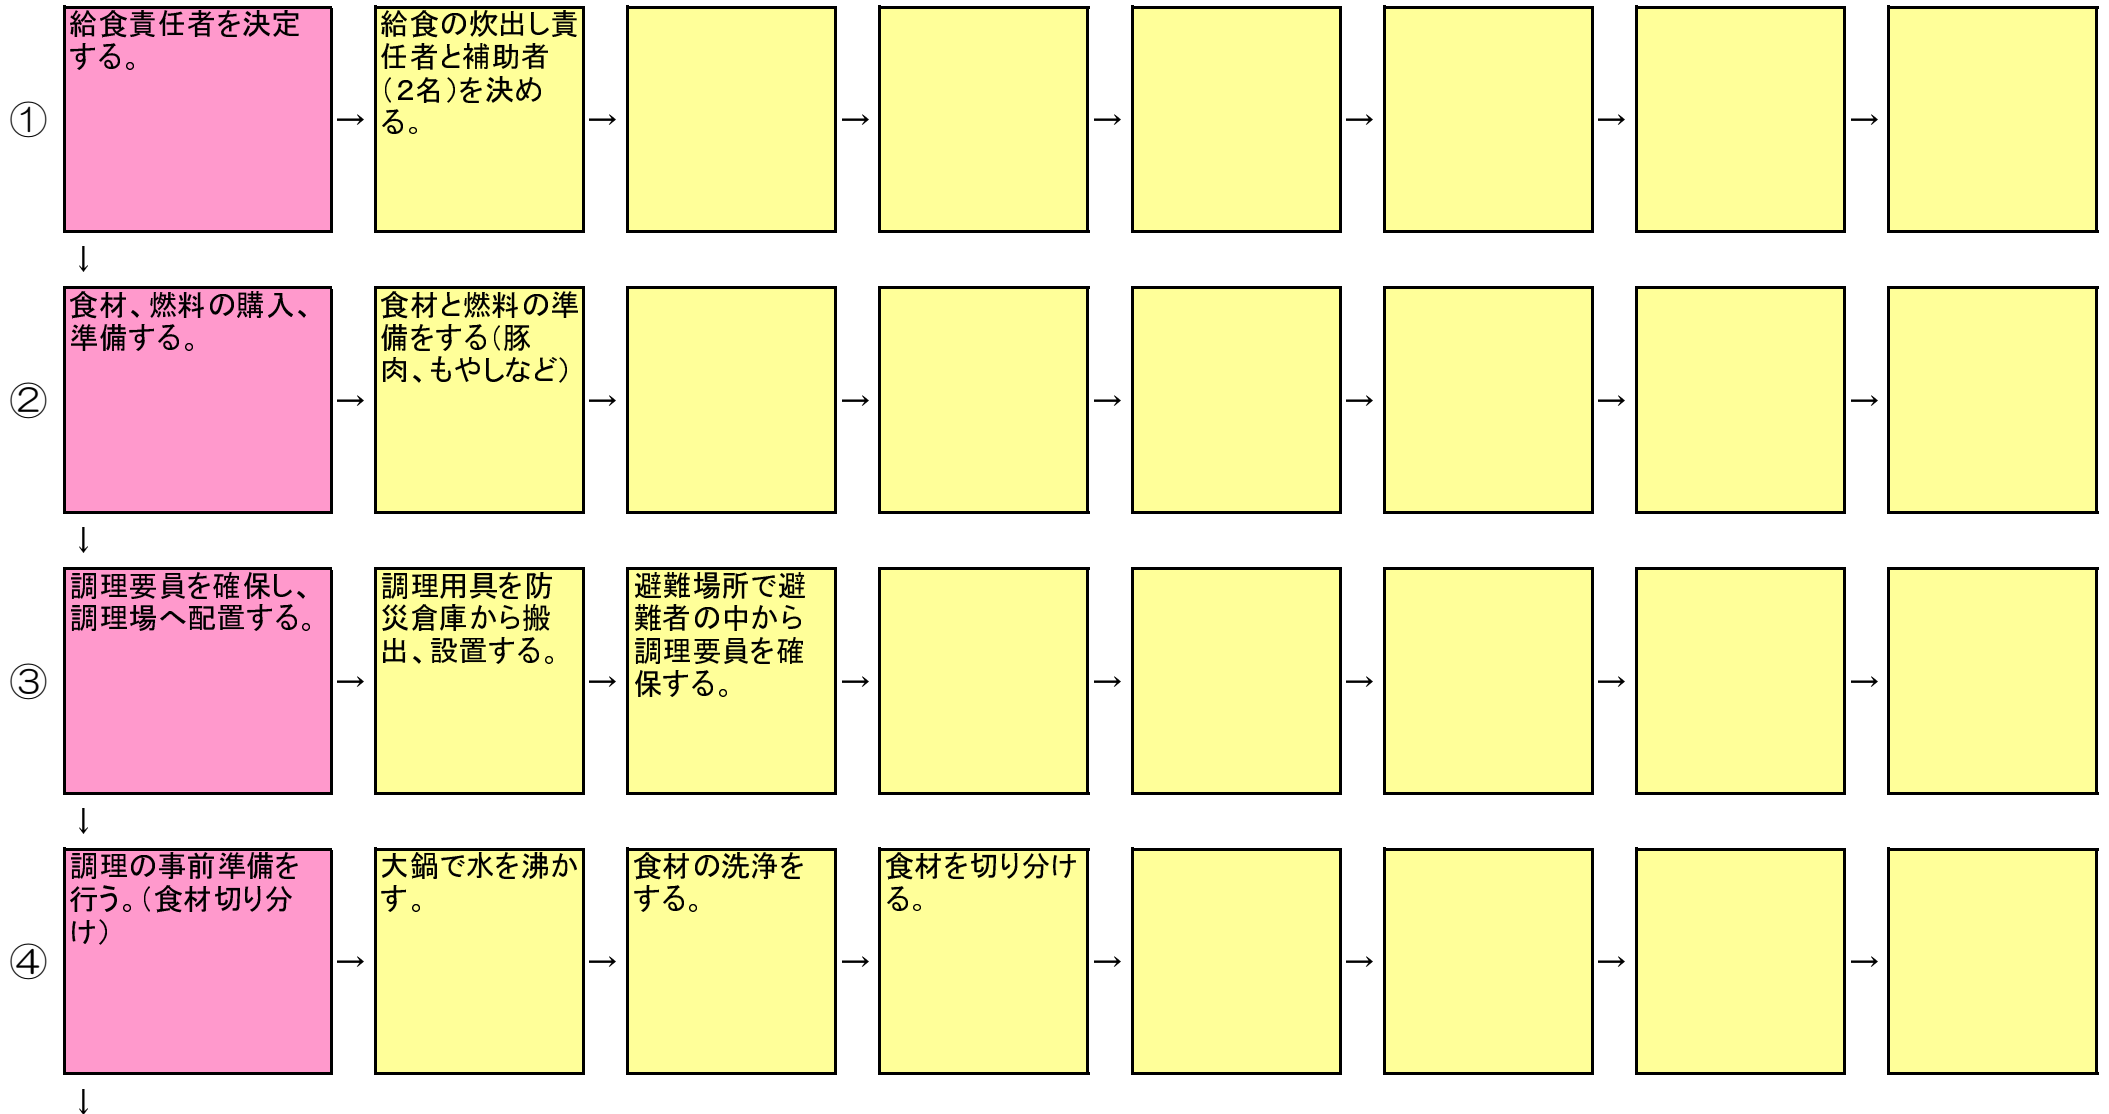 ①
給食責任者を決定
する。
→
給食の炊出し責
任者と補助者
(2名)を決め
る。
→
→
→
→
→
→
↓
②
食材、燃料の購入、
準備する。
→
食材と燃料の準
備をする(豚
肉、もやしなど)
→
→
→
→
→
→
↓
③
調理要員を確保し、
調理場へ配置する。
→
調理用具を防
災倉庫から搬
出、設置する。
→
避難場所で避
難者の中から
調理要員を確
保する。
→
→
→
→
→
↓
④
調理の事前準備を
行う。(食材切り分
け)
→
大鍋で水を沸か
す。
→
食材の洗浄を
する。
→
食材を切り分け
る。
→
→
→
→
↓